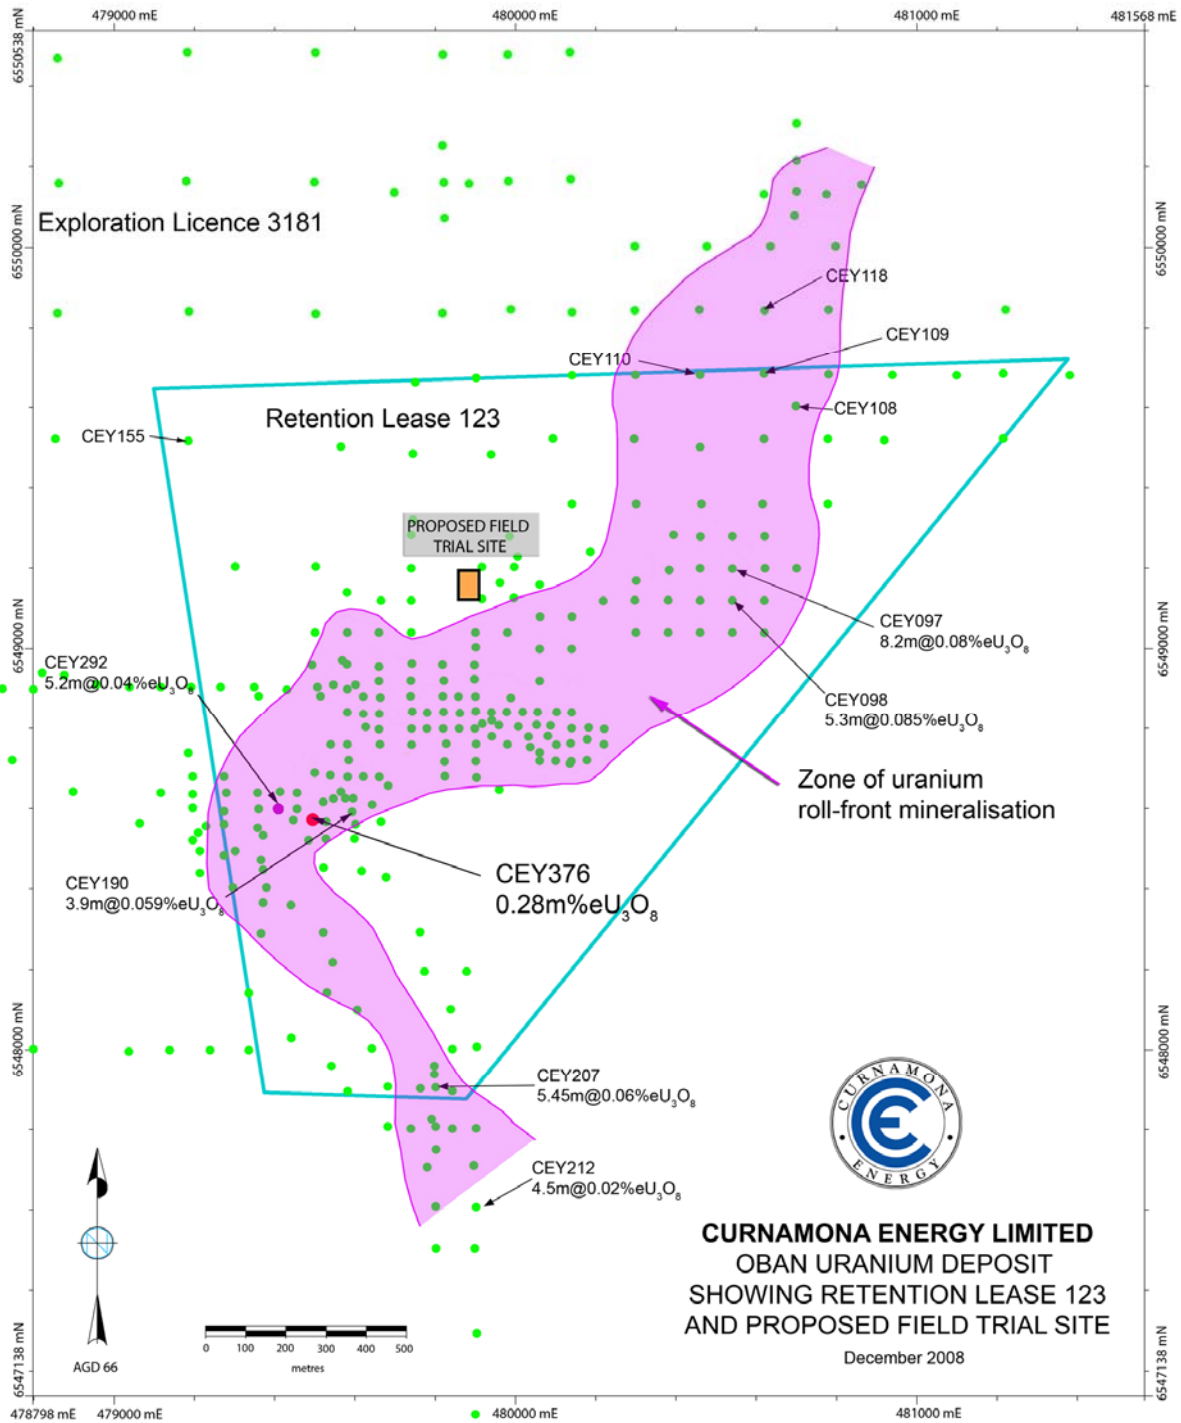 479000 mE
480000 mE
481000 mE
481568 mE
6550538 mN
Exploration Licence 3181
6550000 mN
6550000 mN
CEY118
CEY109
CEY110
CEY108
Retention Lease 123
CEY155
PROPOSED FIELD
TRIAL SITE
CEY097
8.2m@0.08%eU3O8
6549000 mN
6549000 mN
CEY292
5.2m@0.04%eU3O8
CEY098
5.3m@0.085%eU3O8
Zone of uranium
roll-front mineralisation
CEY376
0.28m%eU3O8
CEY190
3.9m@0.059%eU3O8
6548000 mN
6548000 mN
CEY207
5.45m@0.06%eU3O8
CURNAMONA
ENERGY
CEY212
4.5m@0.02%eU3O8
CURNAMONA ENERGY LIMITED
OBAN URANIUM DEPOSIT
SHOWING RETENTION LEASE 123
AND PROPOSED FIELD TRIAL SITE
December 2008
0 100 200 300 400 500
metres
AGD 66
6547138 mN
6547138 mN
478798 mE
479000 mE
480000 mE
481000 mE